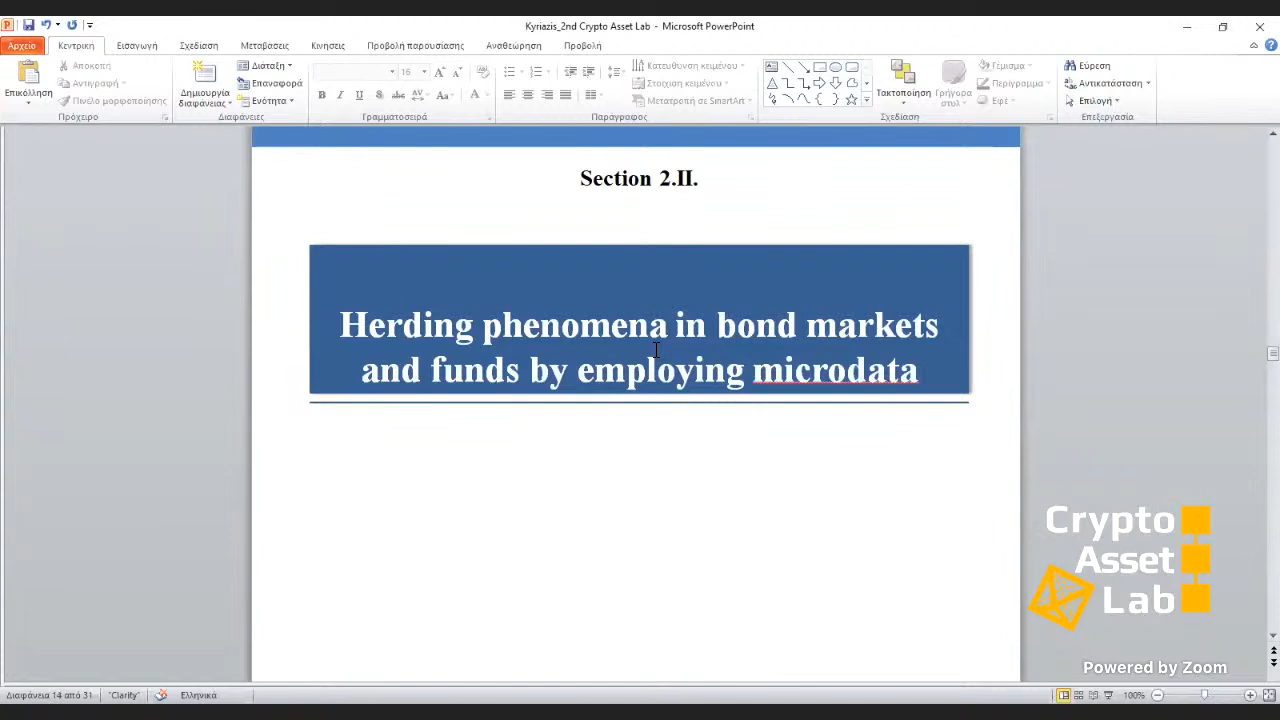 Kyriazis_2nd Crypto Asset Lab - Microsoft PowerPoint
Αρχείο Κεντρική Εισαγωγή Σχεδίαση Μεταβάσεις Κινήσεις Προβολή παρουσίασης Αναθεώρηση Προβολή
Επικόλληση
Αποκοπή
Αντιγραφή
Πινέλο μορφοποίησης
Πρόχειρο
Δημιουργία
διαφάνειας
Διάταξη
Επαναφορά
Ενότητα
Διαφάνειες
16
Γραμματοσειρά
Κατεύθυνση κειμένου
Στοίχιση κειμένου
Μετατροπή σε SmartArt
Παράγραφος
Τακτοποίηση
Γρήγορα
στυλ
Γέμισμα
Περίγραμμα
Εφέ
Σχεδίαση
Εύρεση
Αντικατάσταση
Επιλογή
Επεξεργασία
Section 2.II.
Herding phenomena in bond markets
and funds by employing microdata
Crypto
Asset
Lab
Powered by Zoom
Διαφάνεια 14 από 31 "Clarity" Ελληνικά 100%